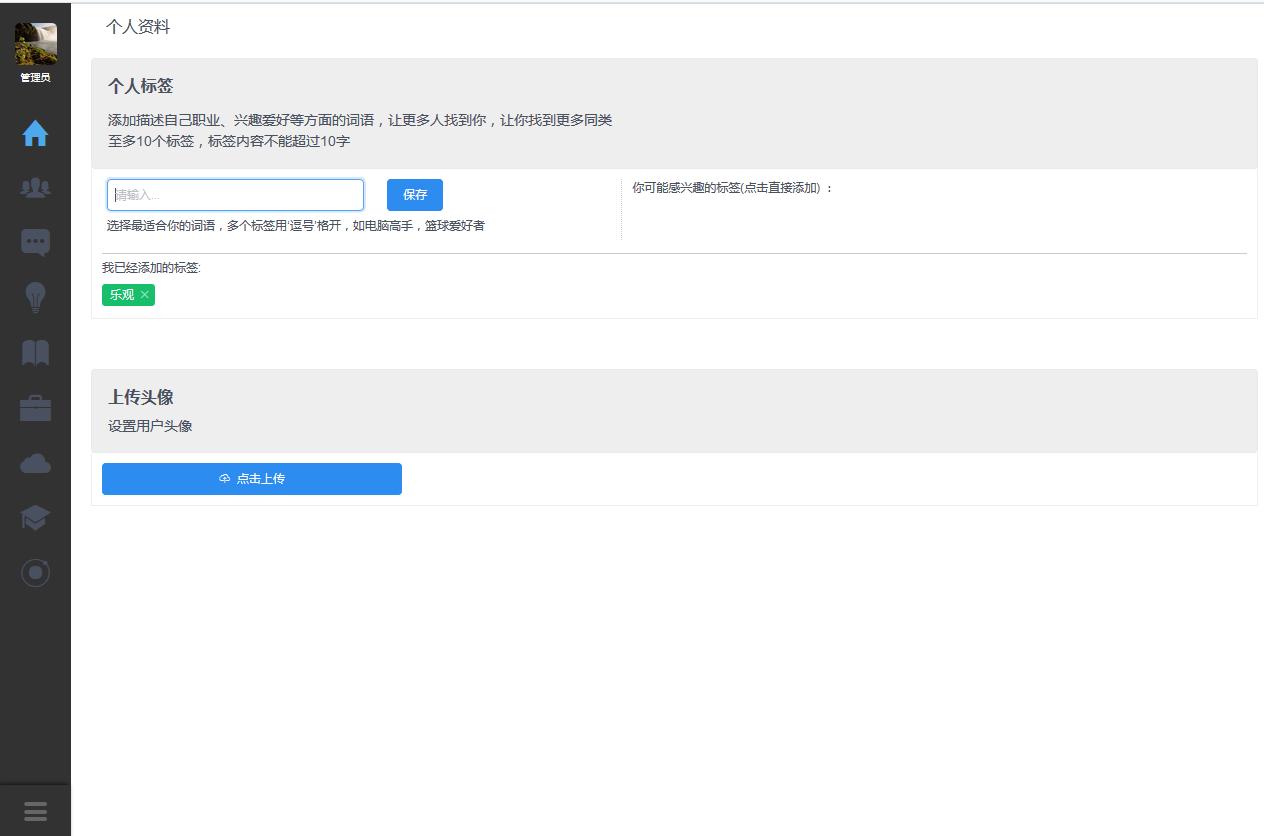 个人资料
管理员
个人标签
添加描述自己职业、兴趣爱好等方面的词语，让更多人找到你，让你找到更多同类
至多10个标签，标签内容不能超过10字
请输入...
保存
你可能感兴趣的标签(点击直接添加) ：
选择最适合你的词语，多个标签用'逗号'格开，如电脑高手，篮球爱好者
我已经添加的标签:
乐观
上传头像
设置用户头像
点击上传